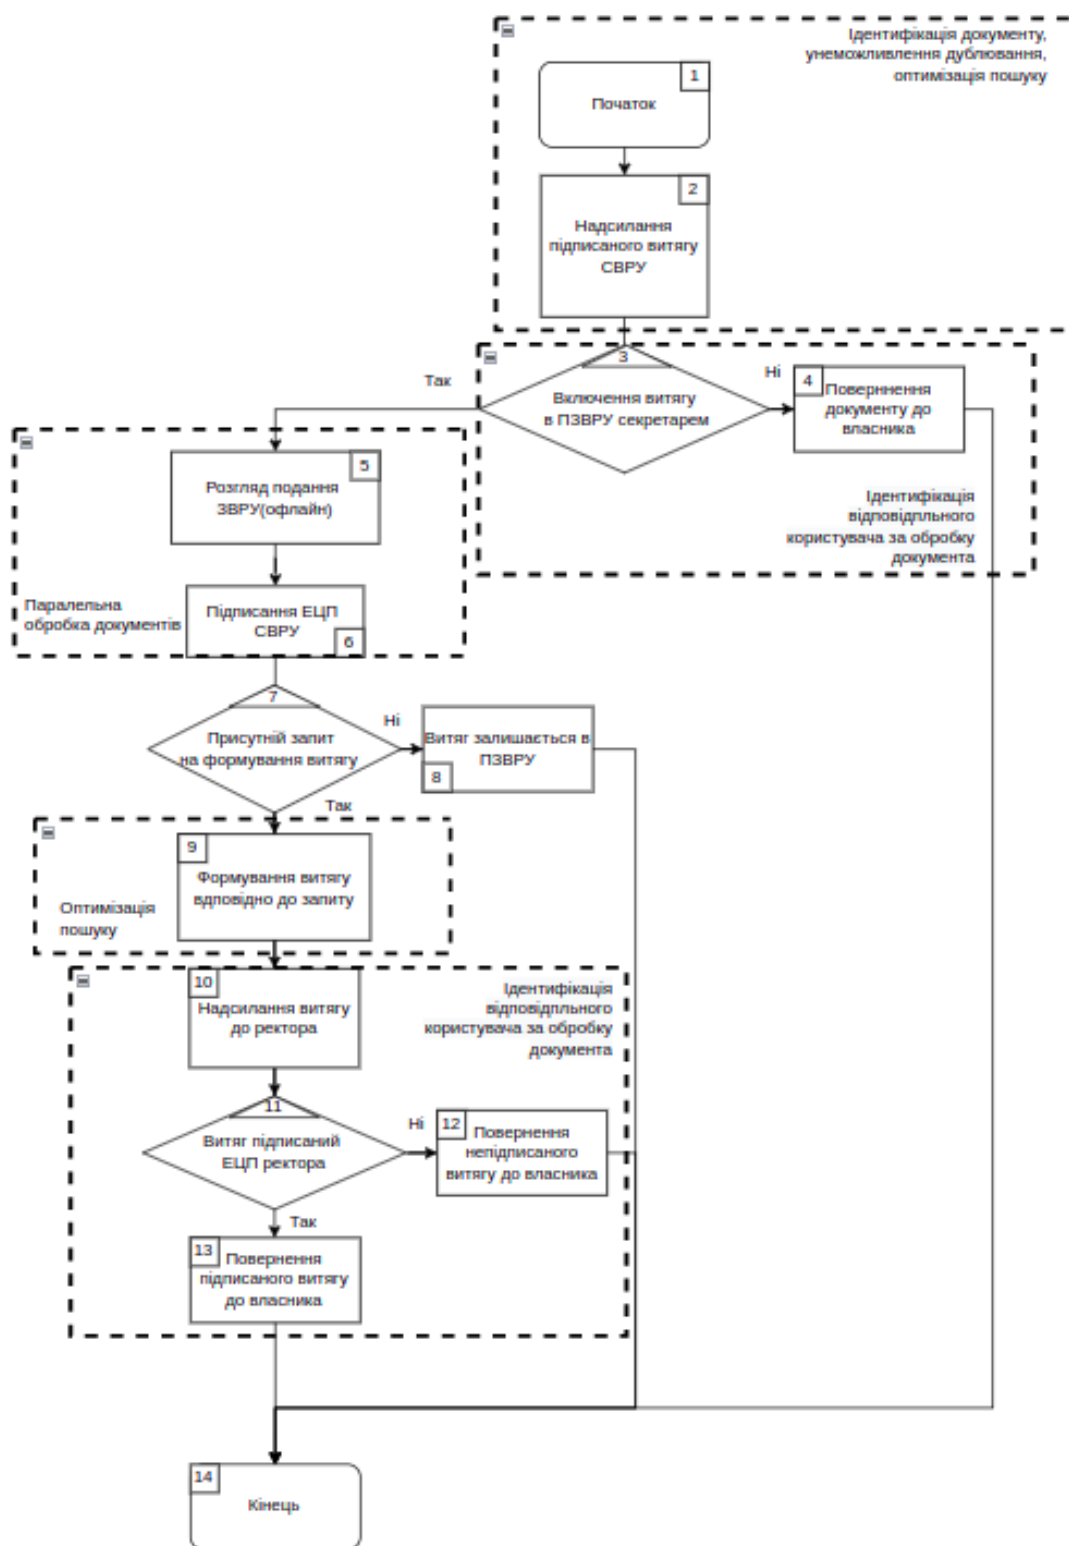 Ідентифікація документу,
унеможливлення дублювання,
оптимізація пошуку
1
Початок
2
Надсилання
підписаного витягу
СВРУ
3
Включення витягу
в ПЗВРУ секретарем
Так
Ні
4
Поверннення
документу до
власника
Ідентифікація
відповідпльного
користувача за обробку
документа
5
Розгляд подання
ЗВРУ(офлайн)
Паралельна
обробка документів
Підписання ЕЦП
СВРУ
6
7
Присутній запит
на формування витягу
Ні
Витяг залишається в
ПЗВРУ
8
Так
9
Формування витягу
вдповідно до запиту
Оптимізація
пошуку
10
Надсилання витягу
до ректора
Ідентифікація
відповідпльного
користувача за обробку
документа
11
Витяг підписаний
ЕЦП ректора
Ні
12
Повернення
непідписаного
витягу до власника
Так
13
Повернення
підписаного витягу
до власника
14
Кінець